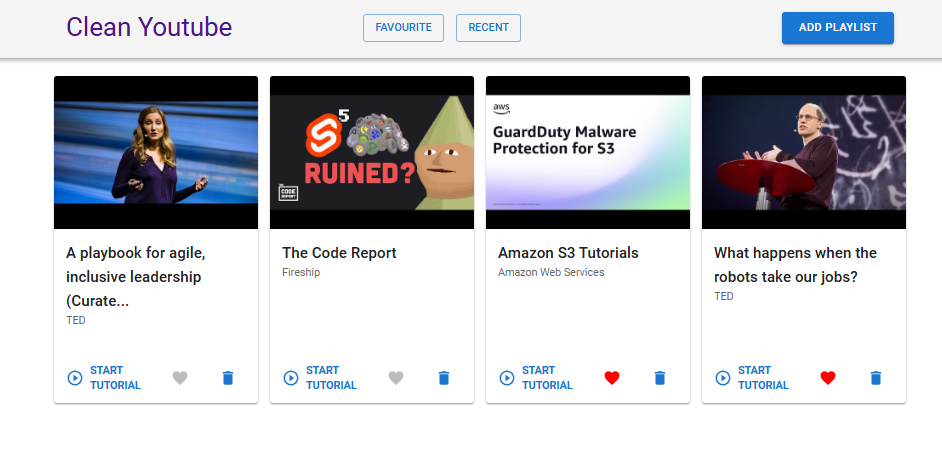 Clean Youtube
FAVOURITE
RECENT
ADD PLAYLIST
5
RUINED?
THE
CODE
REPORT
aws
GuardDuty Malware
Protection for S3
A playbook for agile,
inclusive leadership
(Curate...
TED
The Code Report
Fireship
Amazon S3 Tutorials
Amazon Web Services
What happens when the
robots take our jobs?
TED
START
TUTORIAL
START
TUTORIAL
START
TUTORIAL
START
TUTORIAL